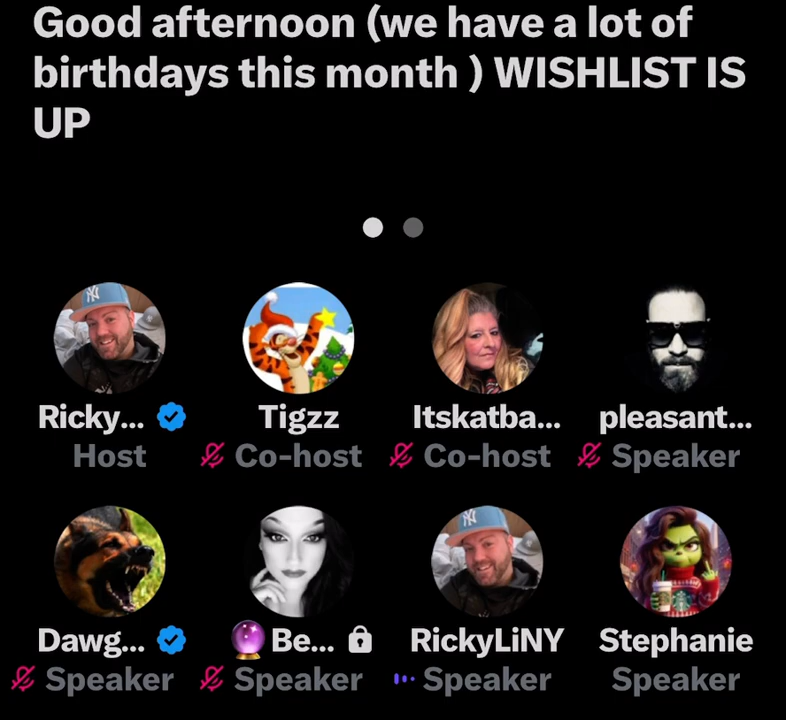 Good afternoon (we have a lot of
birthdays this month ) WISHLIST IS
UP
Ricky... Tigzz Itskatba... pleasant...
Host Co-host Co-host Speaker
Dawg... 🔮Be... RickyLiNY Stephanie
Speaker Speaker Speaker Speaker